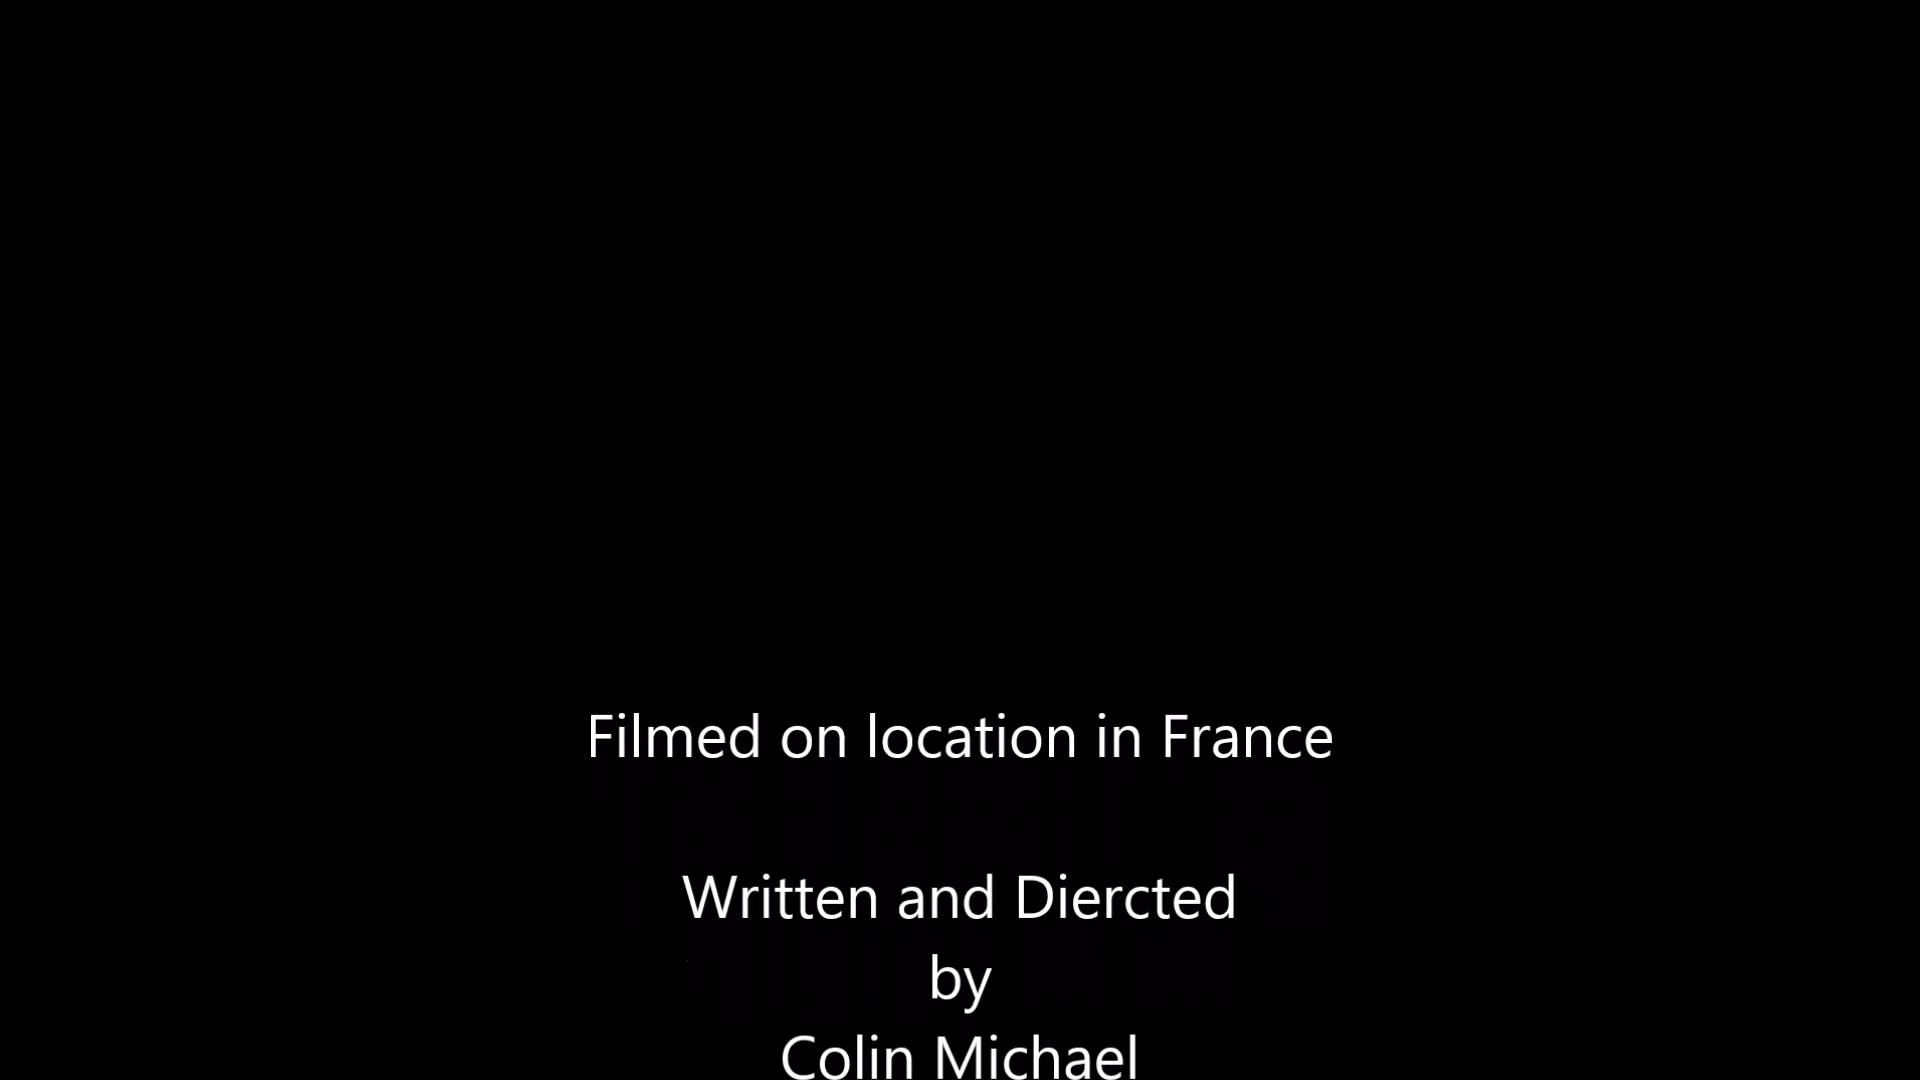 Filmed on location in France
Written and Diercted
by
Colin Michael